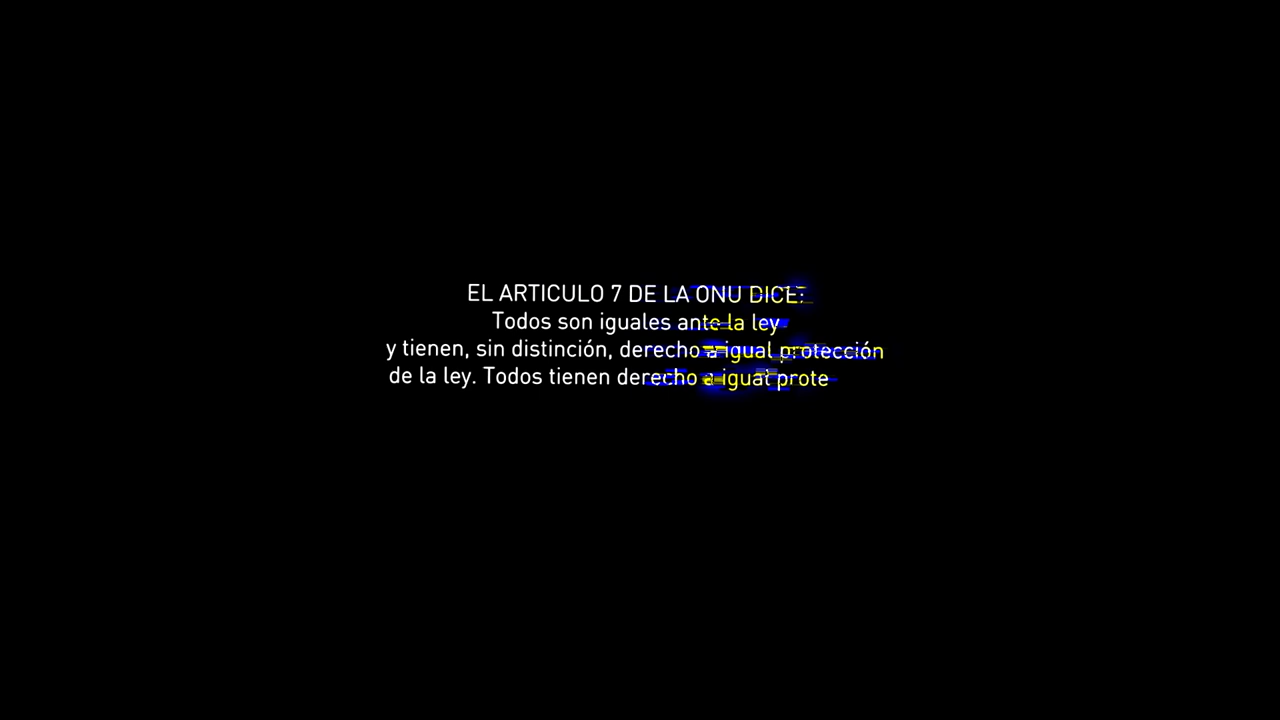 EL ARTICULO 7 DE LA ONU DICE:
Todos son iguales ante la ley
y tienen, sin distinción, derecho a igual protección
de la ley. Todos tienen derecho a igual prote